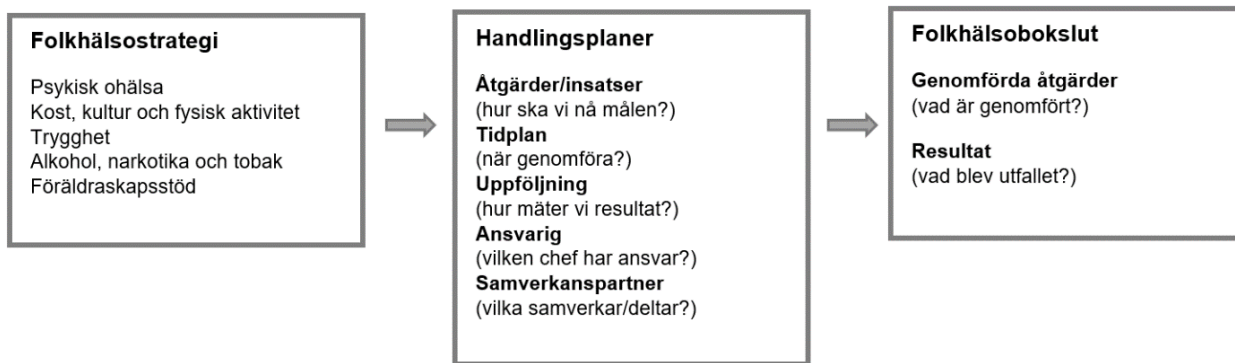 Folkhälsostrategi
Psykisk ohälsa
Kost, kultur och fysisk aktivitet
Trygghet
Alkohol, narkotika och tobak
Föräldraskapsstöd
Handlingsplaner
Åtgärder/insatser
(hur ska vi nå målen?)
Tidplan
(när genomföra?)
Uppföljning
(hur mäter vi resultat?)
Ansvarig
(vilken chef har ansvar?)
Samverkanspartner
(vilka samverkar/deltar?)
Folkhälsobokslut
Genomförda åtgärder
(vad är genomfört?)
Resultat
(vad blev utfallet?)